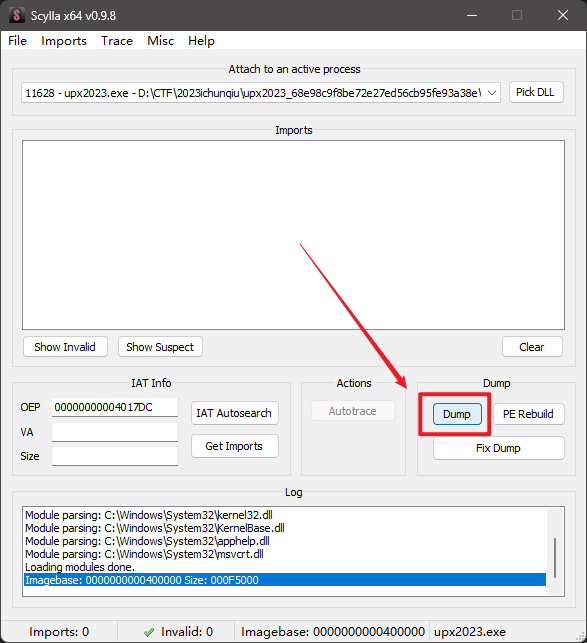 Scylla x64 v0.9.8
File Imports Trace Misc Help
Attach to an active process
11628 - upx2023.exe - D:\CTF\2023ichunqiu\upx2023_68e98c9f8be72e27ed56cb95fe93a38e\
Pick DLL
Imports
Show Invalid Show Suspect Clear
IAT Info Actions Dump
OEP 00000000004017DC IAT Autosearch Autotrace Dump PE Rebuild
VA
Size
Get Imports Fix Dump
Log
Module parsing: C:\Windows\System32\kernel32.dll
Module parsing: C:\Windows\System32\KernelBase.dll
Module parsing: C:\Windows\System32\apphelp.dll
Module parsing: C:\Windows\System32\msvcrt.dll
Loading modules done.
Imagebase: 0000000000400000 Size: 000F5000
Imports: 0 Invalid: 0 Imagebase: 0000000000400000 upx2023.exe